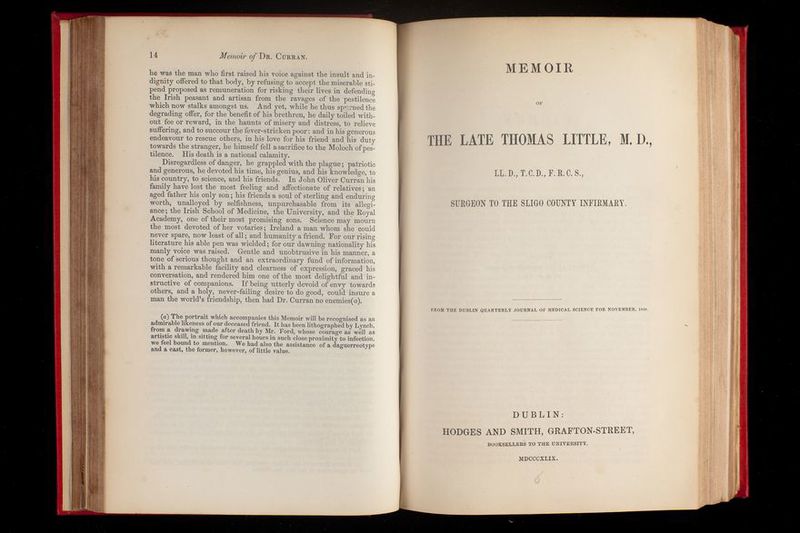 14 Memoir of DR. CURRAN.
he was the man who first raised his voice against the insult and in-
dignity offered to that body, by refusing to accept the miserable sti-
pend proposed as remuneration for risking their lives in defending
the Irish peasant and artisan from the ravages of the pestilence
which now stalks amongst us. And yet, while he thus spurned the
degrading offer, for the benefit of his brethren, he daily toiled with-
out fee or reward, in the haunts of misery and distress, to relieve
suffering, and to succour the fever-stricken poor: and in his generous
endeavour to rescue others, in his love for his friend and his duty
towards the stranger, he himself fell a sacrifice to the Moloch of pes-
tilence. His death is a national calamity.
Disregardless of danger, he grappled with the plague; patriotic
and generous, he devoted his time, his genius, and his knowledge, to
his country, to science, and his friends. In John Oliver Curran his
family have lost the most feeling and affectionate of relatives; an
aged father his only son; his friends a soul of sterling and enduring
worth, unalloyed by selfishness, unpurchasable from its allegi-
ance; the Irish School of Medicine, the University, and the Royal
Academy, one of their most promising sons. Science may mourn
the most devoted of her votaries; Ireland a man whom she could
never spare, now least of all; and humanity a friend. For our rising
literature his able pen was wielded; for our dawning nationality his
manly voice was raised. Gentle and unobtrusive in his manner, a
tone of serious thought and an extraordinary fund of information,
with a remarkable facility and clearness of expression, graced his
conversation, and rendered him one of the most delightful and in-
structive of companions. If being utterly devoid of envy towards
others, and a holy, never-failing desire to do good, could insure a
man the world's friendship, then had Dr. Curran no enemies(a).
(a) The portrait which accompanies this Memoir will be recognised as an
admirable likeness of our deceased friend. It has been lithographed by Lynch,
from a drawing made after death by Mr. Ford, whose courage as well as
artistic skill, in sitting for several hours in such close proximity to infection,
we feel bound to mention. We had also the assistance of a daguerreotype
and a cast, the former, however, of little value.
MEMOIR
OF
THE LATE THOMAS LITTLE, M. D.,
LL. D., T. C. D., F. R. C. S.,
SURGEON TO THE SLIGO COUNTY INFIRMARY.
FROM THE DUBLIN QUARTERLY JOURNAL OF MEDICAL SCIENCE FOR NOVEMBER,
DUBLIN:
HODGES AND SMITH, GRAFTON-STREET,
BOOKSELLERS TO THE UNIVERSITY.
MDCCCXLIX.
6